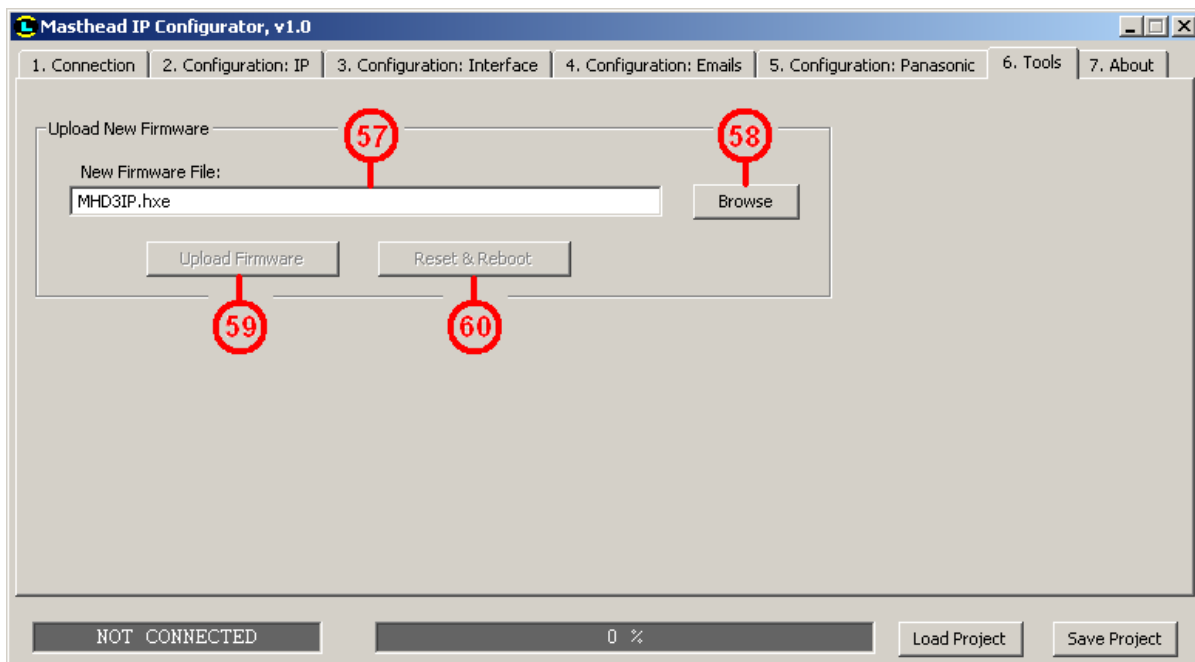 Masthead IP Configurator, v1.0
1. Connection
2. Configuration: IP
3. Configuration: Interface
4. Configuration: Emails
5. Configuration: Panasonic
6. Tools
7. About
Upload New Firmware
57
58
New Firmware File:
MHD3IP.hxe
Browse
Upload Firmware
Reset & Reboot
59
60
NOT CONNECTED
0 %
Load Project
Save Project